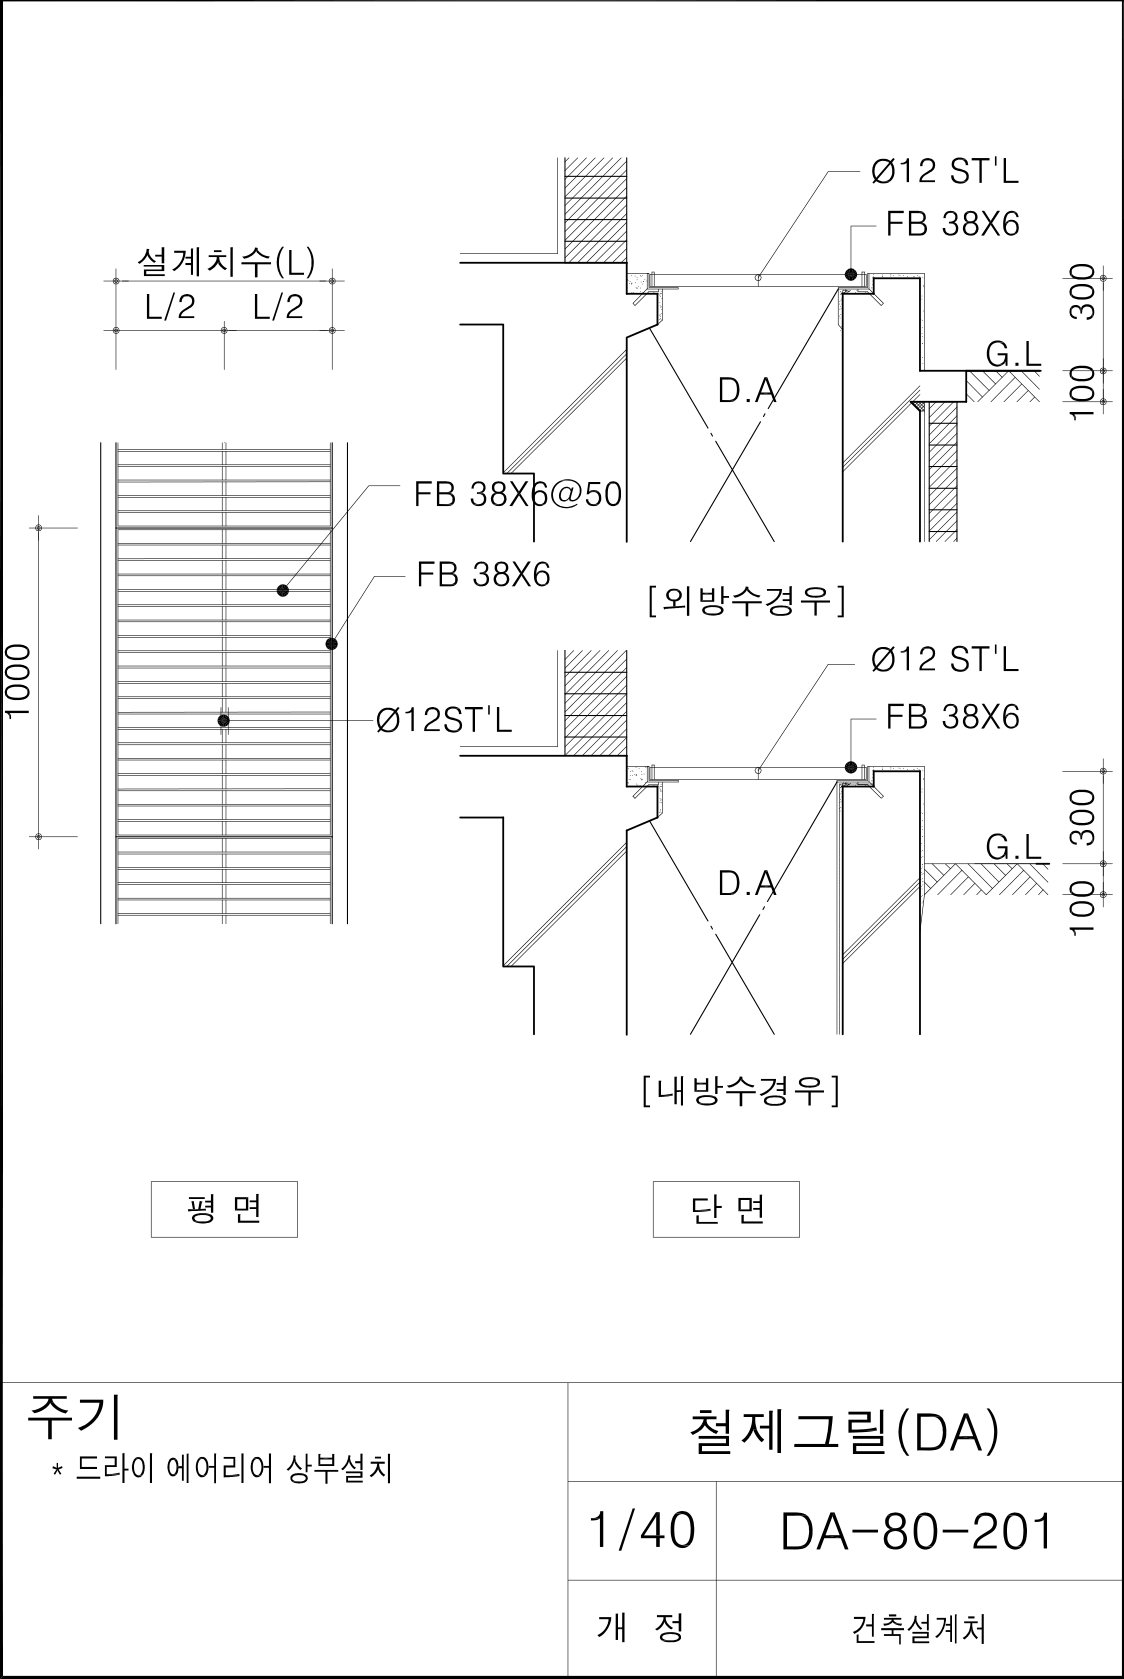 Ø12 ST'L
FB 38X6
설계치수(L)
L/2 L/2
300
G.L
100
D.A
FB 38X6@50
FB 38X6
[외방수경우]
1000
Ø12ST'L
Ø12 ST'L
FB 38X6
300
G.L
100
D.A
[내방수경우]
평 면
단 면
주기
* 드라이 에어리어 상부설치
철제그릴(DA)
1/40
DA-80-201
개 정
건축설계처